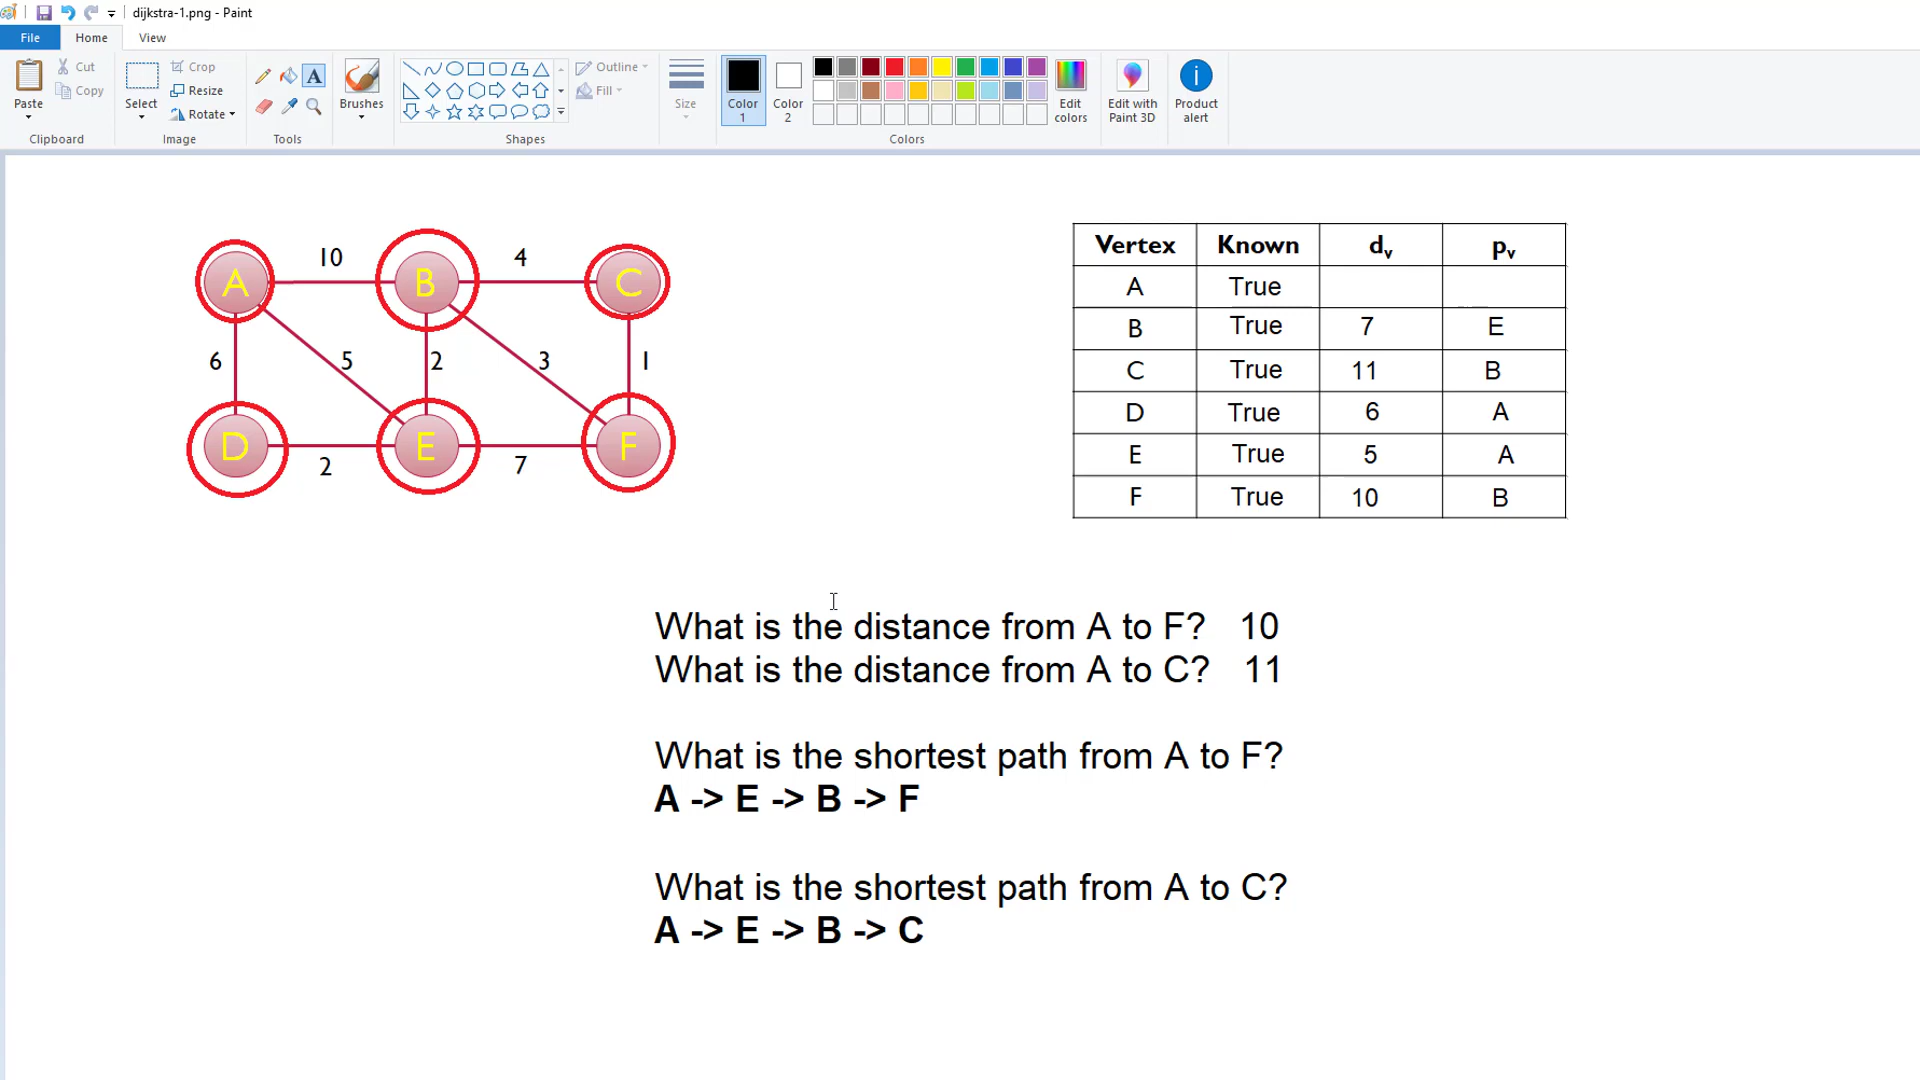 dijkstra-1.png - Paint
File Home View
Paste
Cut
Copy
Clipboard
Select
Crop
Resize
Rotate
Image
A
Tools
Brushes
Outline
Fill
Shapes
Size
Color 1
Color 2
Edit colors
Colors
Edit with Paint 3D
Product alert
A 10 B 4 C
6 5 2 3 1
D 2 E 7 F
Vertex Known dv pv
A True
B True 7 E
C True 11 B
D True 6 A
E True 5 A
F True 10 B
What is the distance from A to F? 10
What is the distance from A to C? 11
What is the shortest path from A to F?
A -> E -> B -> F
What is the shortest path from A to C?
A -> E -> B -> C